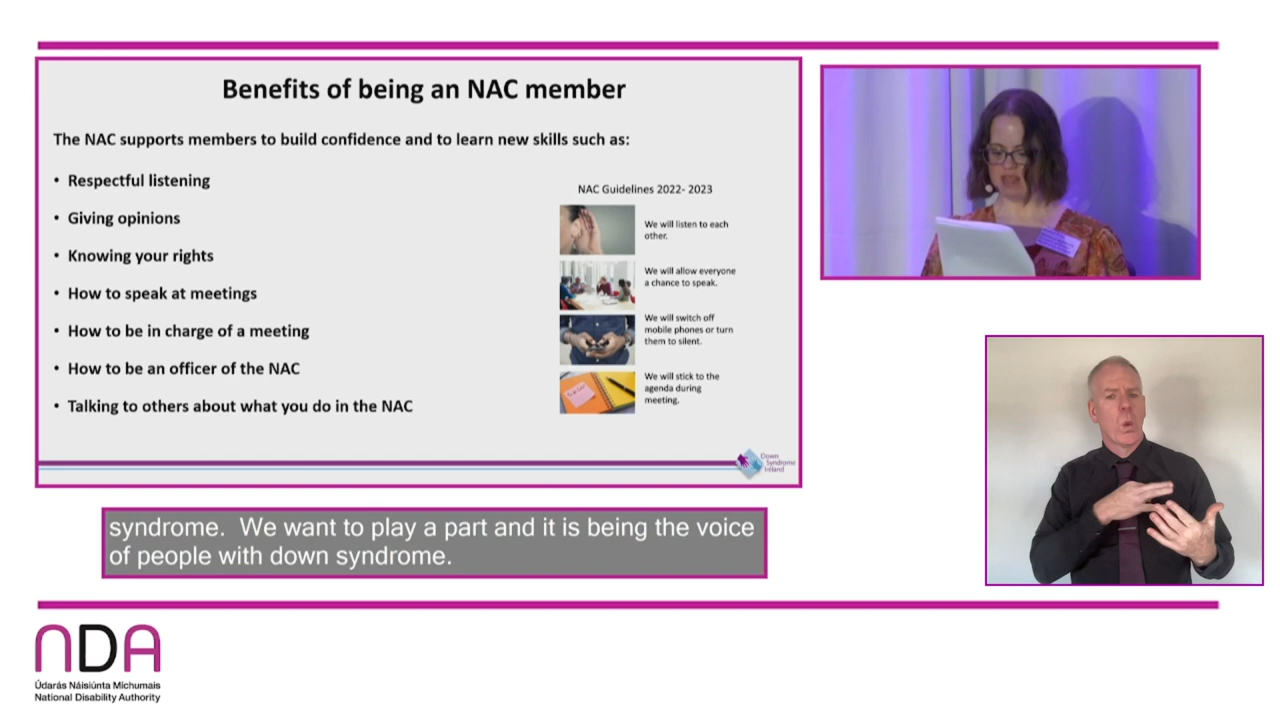 Benefits of being an NAC member
The NAC supports members to build confidence and to learn new skills such as:
• Respectful listening
• Giving opinions
• Knowing your rights
• How to speak at meetings
• How to be in charge of a meeting
• How to be an officer of the NAC
• Talking to others about what you do in the NAC
NAC Guidelines 2022- 2023
We will listen to each
other.
We will allow everyone
a chance to speak.
We will switch off
mobile phones or turn
them to silent.
We will stick to the
agenda during
meeting.
Down
Syndrome
Ireland
syndrome.  We want to play a part and it is being the voice
of people with down syndrome.
NDA
Údarás Náisiúnta Míchumais
National Disability Authority